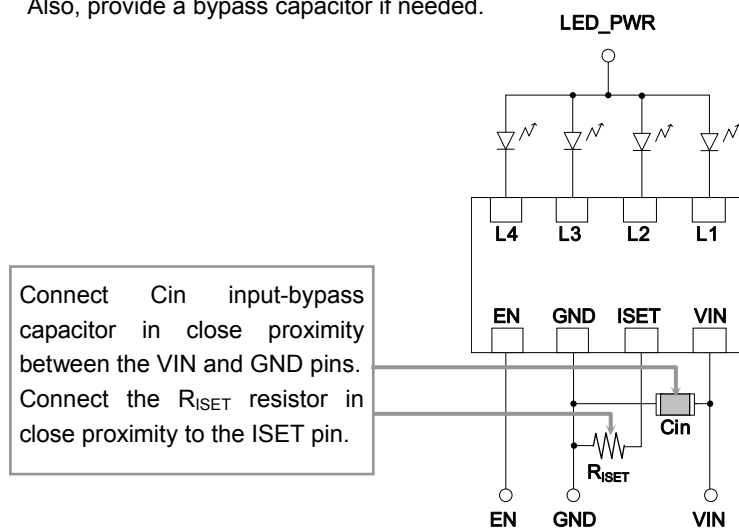 Also, provide a bypass capacitor if needed.
LED_PWR
L4 L3 L2 L1
EN GND ISET VIN
Connect Cin input-bypass
capacitor in close proximity
between the VIN and GND pins.
Connect the RISET resistor in
close proximity to the ISET pin.
Cin
RISET
EN GND VIN